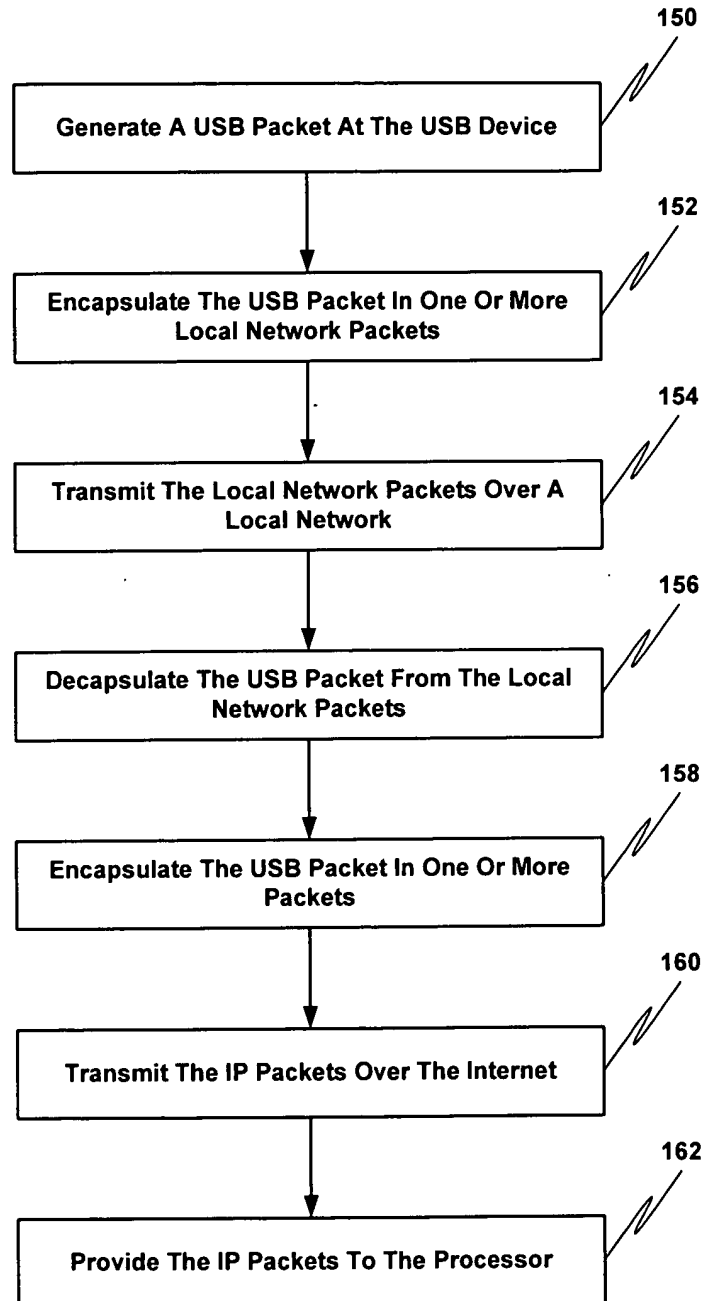 150
Generate A USB Packet At The USB Device
152
Encapsulate The USB Packet In One Or More
Local Network Packets
154
Transmit The Local Network Packets Over A
Local Network
156
Decapsulate The USB Packet From The Local
Network Packets
158
Encapsulate The USB Packet In One Or More
Packets
160
Transmit The IP Packets Over The Internet
162
Provide The IP Packets To The Processor